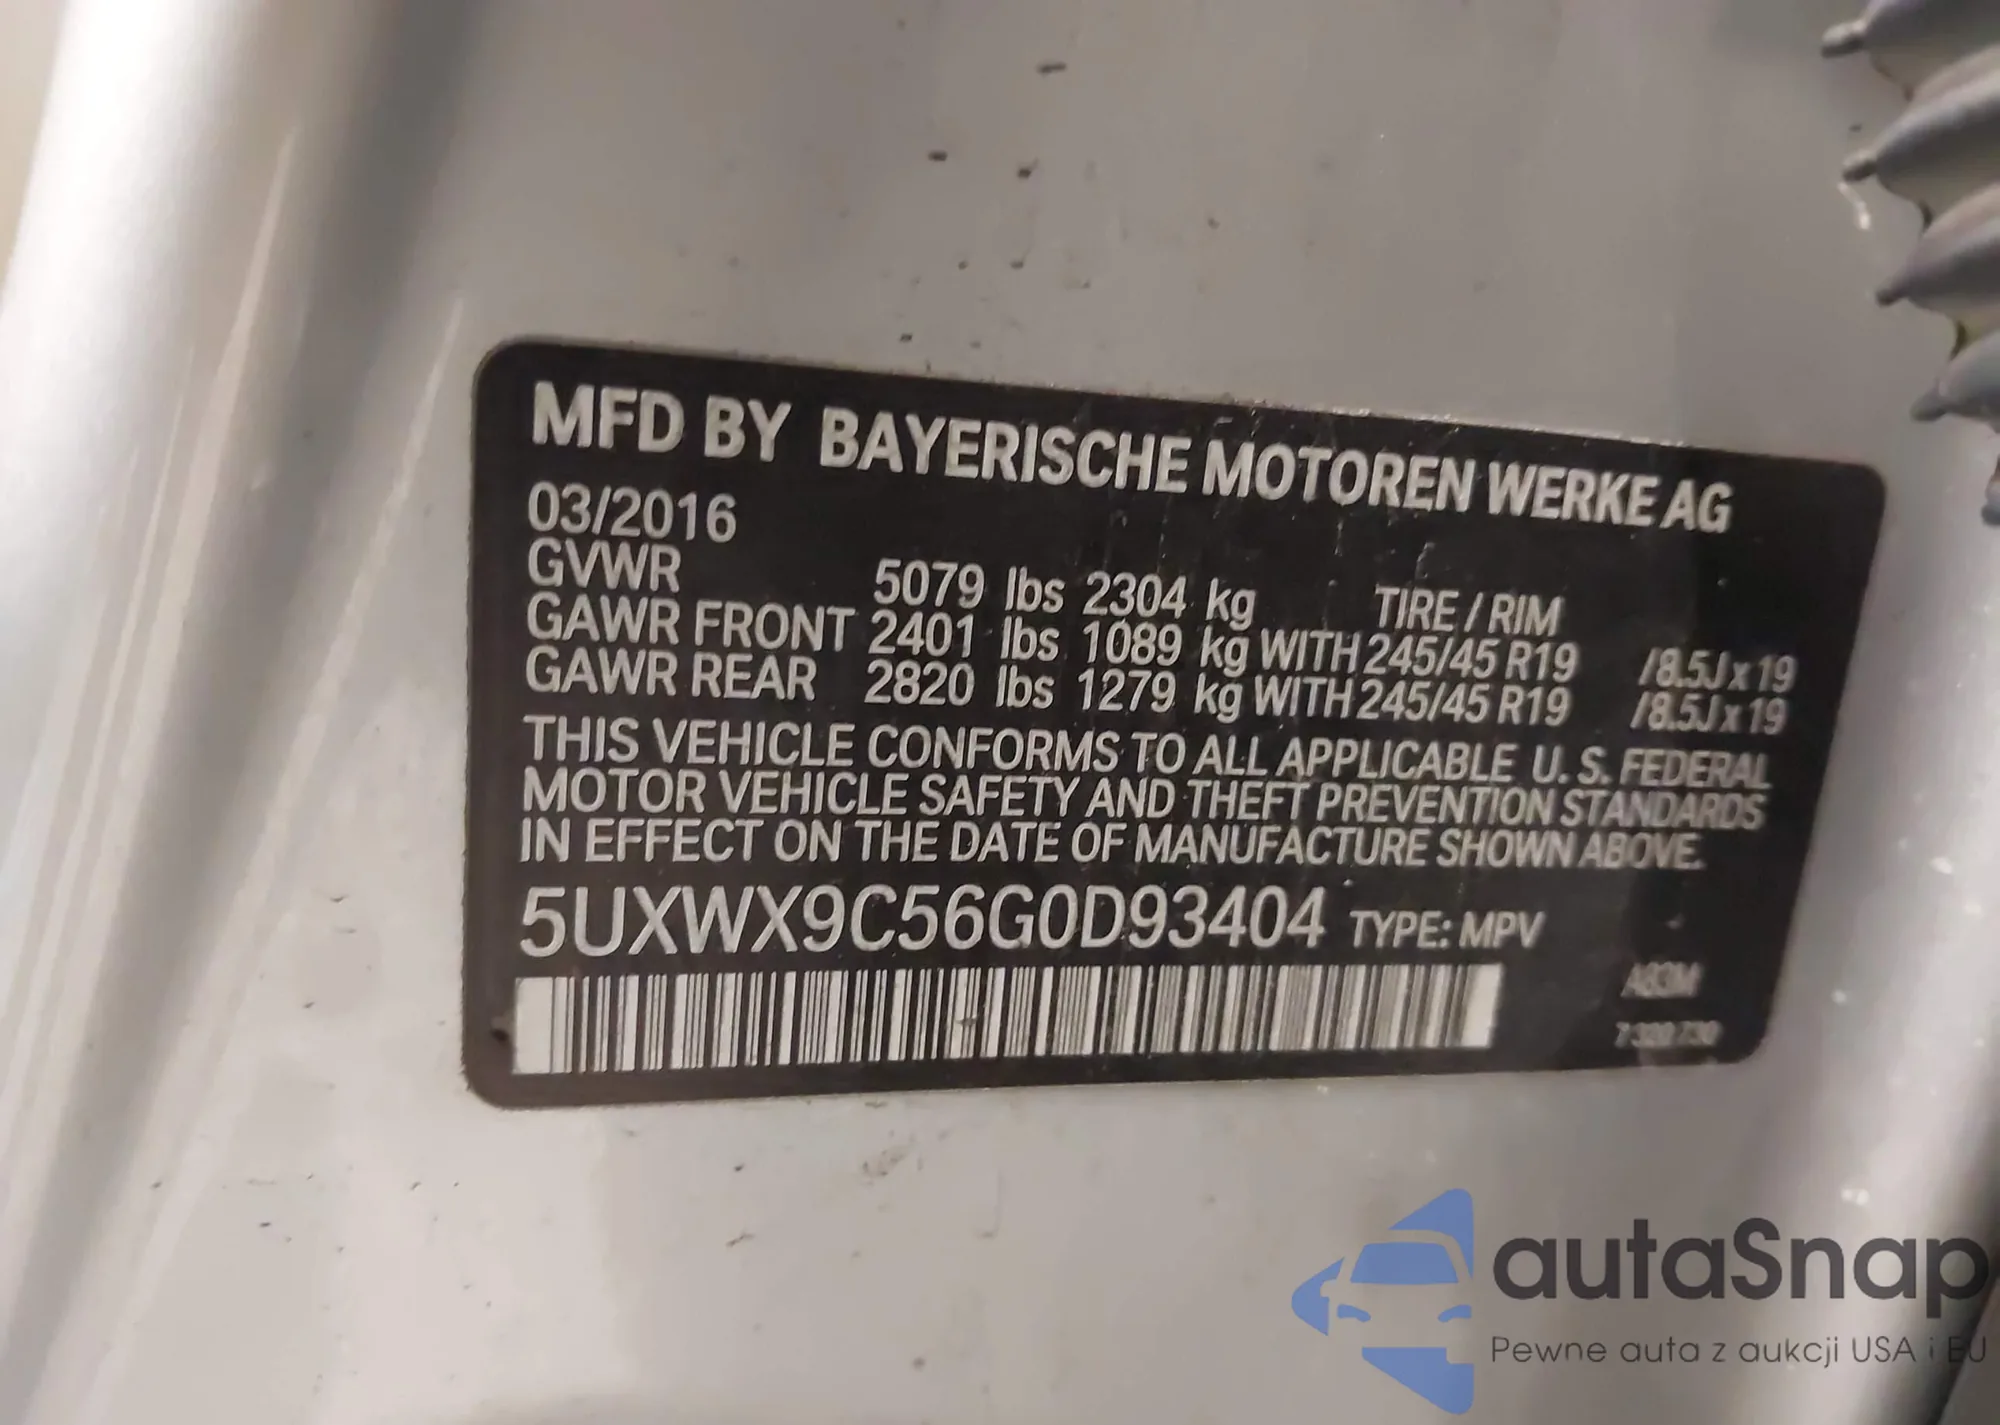 MFD BY BAYERISCHE MOTOREN WERKE AG
03/2016
GVWR 5079 lbs 2304 kg TIRE / RIM
GAWR FRONT 2401 lbs 1089 kg WITH 245/45 R19 /8.5J x 19
GAWR REAR 2820 lbs 1279 kg WITH 245/45 R19 /8.5J x 19
THIS VEHICLE CONFORMS TO ALL APPLICABLE U. S. FEDERAL
MOTOR VEHICLE SAFETY AND THEFT PREVENTION STANDARDS
IN EFFECT ON THE DATE OF MANUFACTURE SHOWN ABOVE.
5UXWX9C56G0D93404 TYPE: MPV
A83M
autaSnap
Pewne auta z aukcji USA i EU